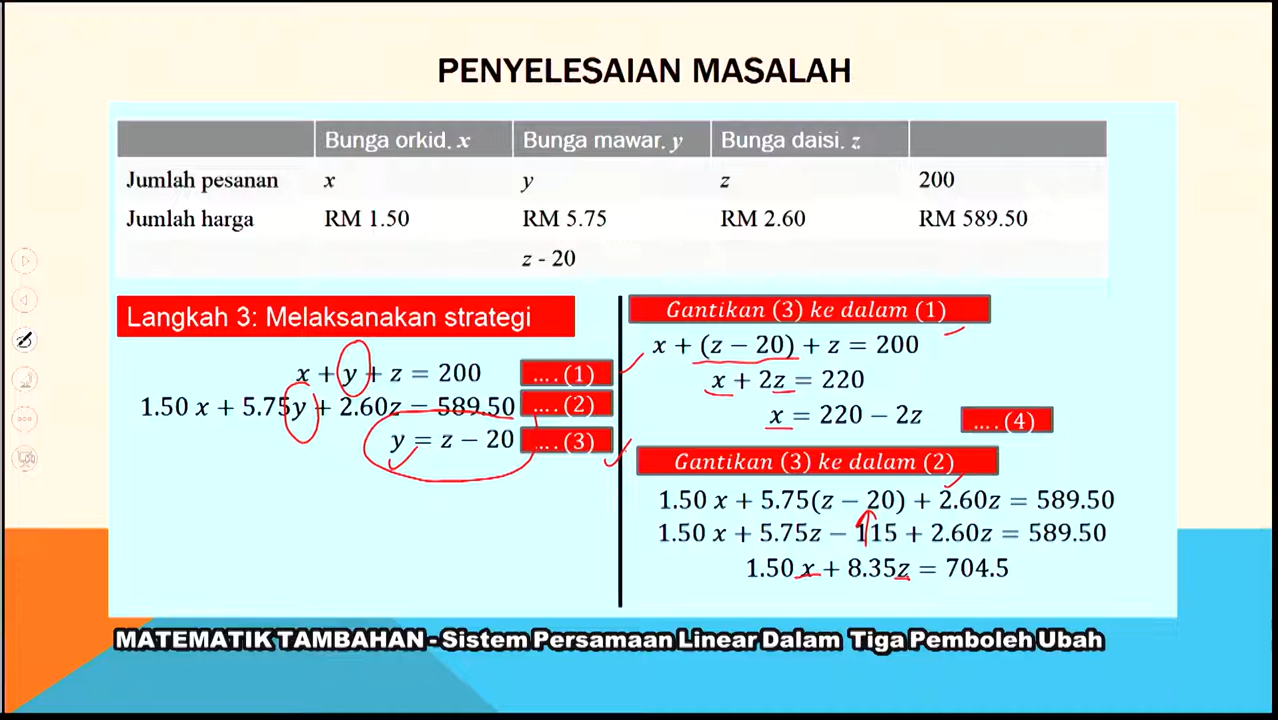 PENYELESAIAN MASALAH
Bunga orkid. x Bunga mawar. y Bunga daisi. z
Jumlah pesanan x y z 200
Jumlah harga RM 1.50 RM 5.75 RM 2.60 RM 589.50
z - 20
Langkah 3: Melaksanakan strategi
x + y + z = 200 .... (1)
1.50 x + 5.75y + 2.60z − 589.50 .... (2)
y = z − 20 .... (3)
Gantikan (3) ke dalam (1)
x + (z − 20) + z = 200
x + 2z = 220
x = 220 − 2z .... (4)
Gantikan (3) ke dalam (2)
1.50 x + 5.75(z − 20) + 2.60z = 589.50
1.50 x + 5.75z − 115 + 2.60z = 589.50
1.50 x + 8.35z = 704.5
MATEMATIK TAMBAHAN - Sistem Persamaan Linear Dalam Tiga Pemboleh Ubah